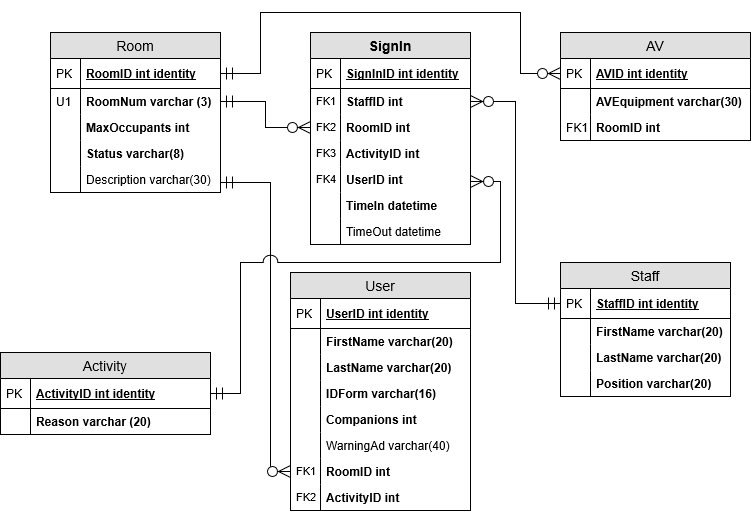 Room
PK RoomID int identity
U1 RoomNum varchar (3)
MaxOccupants int
Status varchar(8)
Description varchar(30)
SignIn
PK SignInID int identity
FK1 StaffID int
FK2 RoomID int
FK3 ActivityID int
FK4 UserID int
TimeIn datetime
TimeOut datetime
AV
PK AVID int identity
AVEquipment varchar(30)
FK1 RoomID int
User
PK UserID int identity
FirstName varchar(20)
LastName varchar(20)
IDForm varchar(16)
Companions int
WarningAd varchar(40)
FK1 RoomID int
FK2 ActivityID int
Staff
PK StaffID int identity
FirstName varchar(20)
LastName varchar(20)
Position varchar(20)
Activity
PK ActivityID int identity
Reason varchar (20)